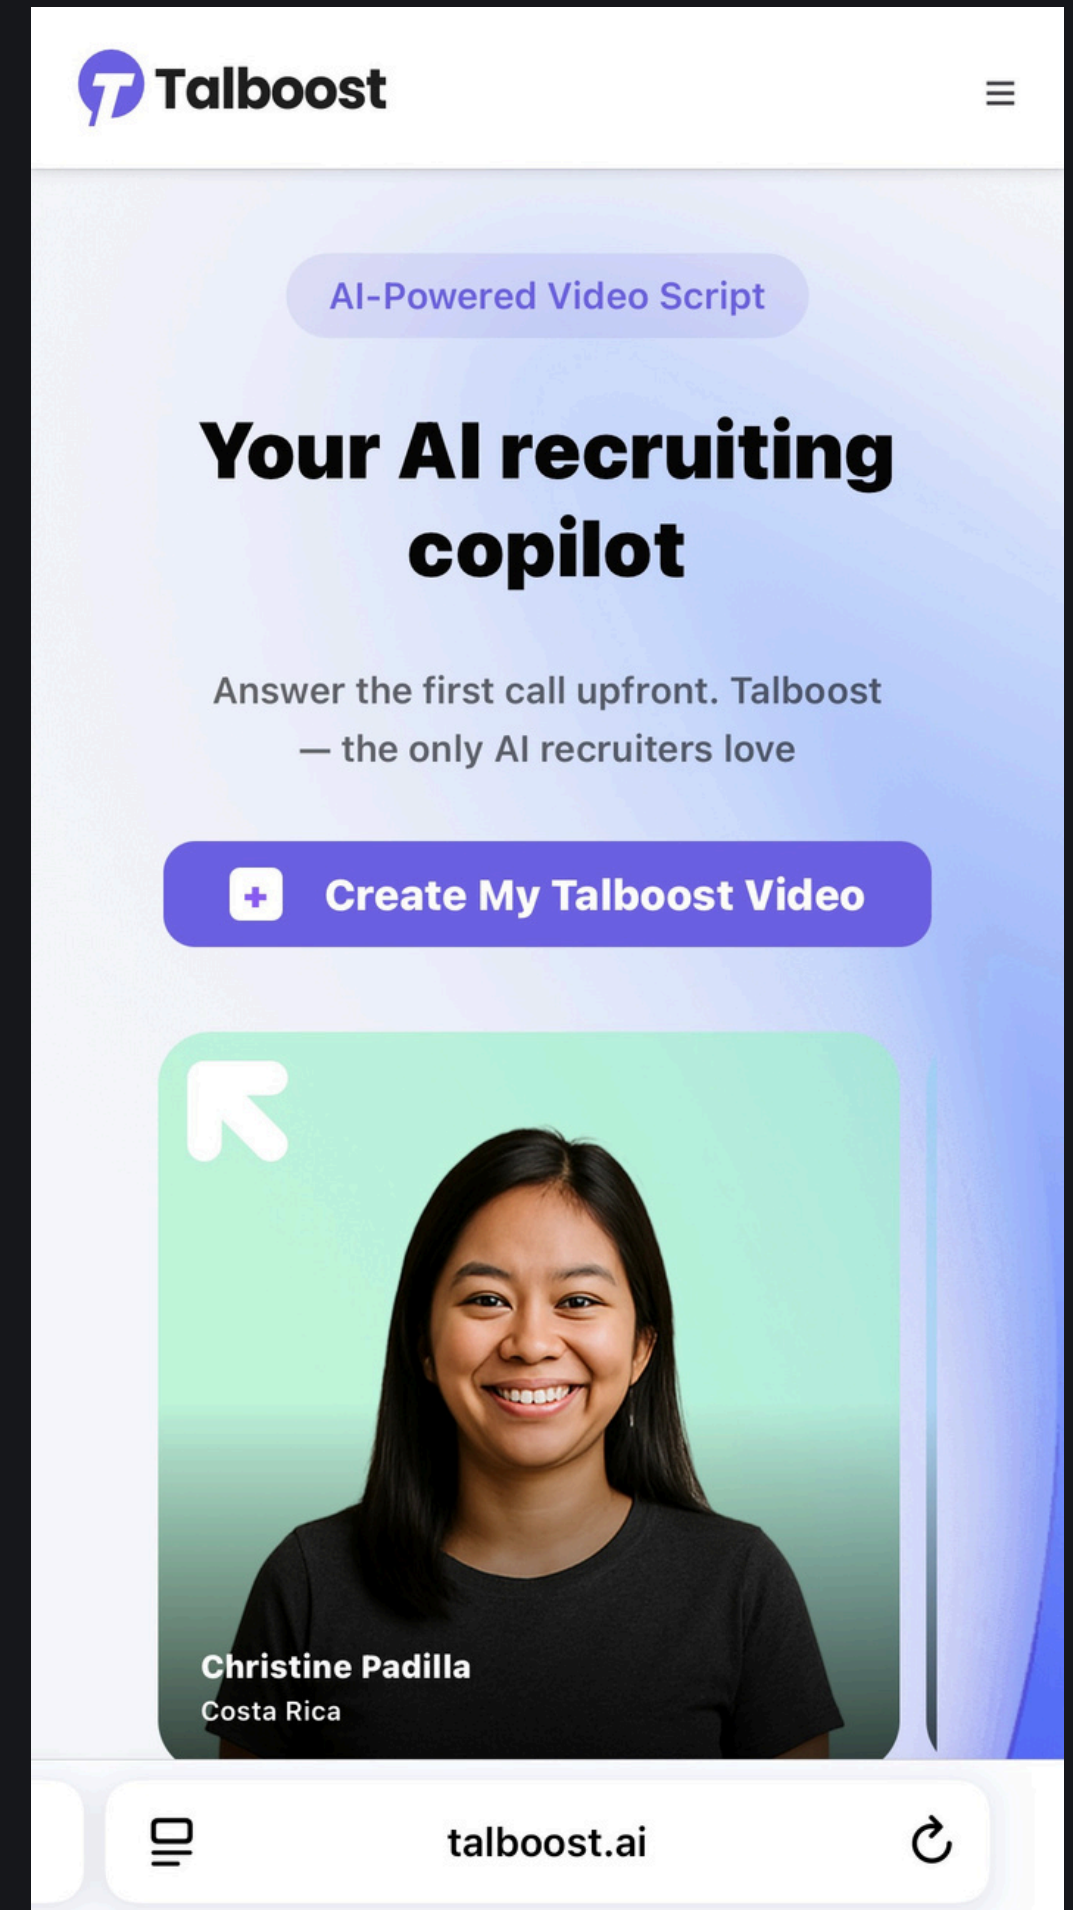 Talboost
AI-Powered Video Script
Your AI recruiting
copilot
Answer the first call upfront. Talboost
— the only AI recruiters love
Create My Talboost Video
Christine Padilla
Costa Rica
talboost.ai